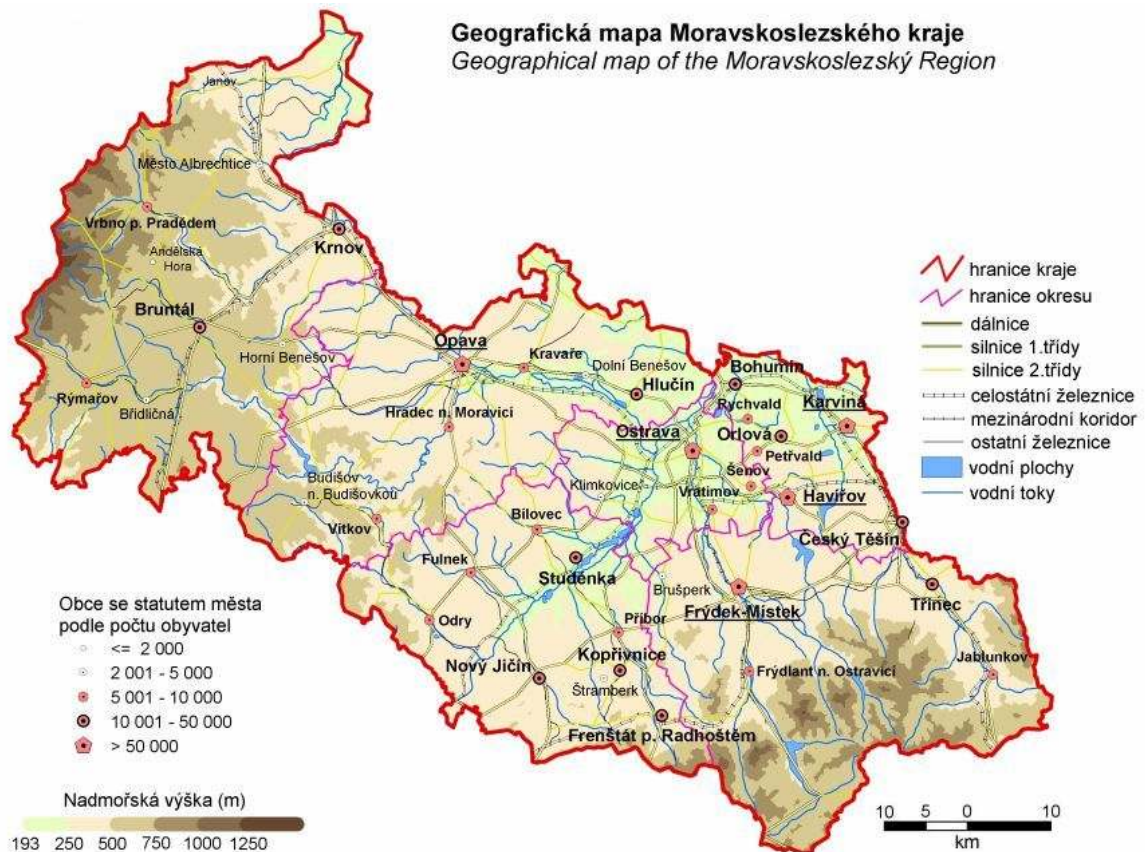 Geografická mapa Moravskoslezského kraje
Geographical map of the Moravskoslezský Region
Janov
Město Albrechtice
Vrbno p. Pradědem
Andělská
Hora
Krnov
Bruntál
Horní Benešov
Rýmařov
Břidličná
Opava
Kravaře
Dolní Benešov
Hlučín
Bohumín
Rychvald
Karviná
Hradec n. Moravicí
Ostrava
Orlová
Petřvald
Šenov
Klimkovice
Vratimov
Havířov
Budišov
n. Budišovkou
Vítkov
Bílovec
Český Těšín
Fulnek
Studénka
Brušperk
Frýdek-Místek
Třinec
Odry
Příbor
Nový Jičín
Kopřivnice
Štramberk
Frýdlant n. Ostravicí
Jablunkov
Frenštát p. Radhoštěm
hranice kraje
hranice okresu
dálnice
silnice 1.třídy
silnice 2.třídy
celostátní železnice
mezinárodní koridor
ostatní železnice
vodní plochy
vodní toky
Obce se statutem města
podle počtu obyvatel
<= 2 000
2 001 - 5 000
5 001 - 10 000
10 001 - 50 000
> 50 000
Nadmořská výška (m)
193 250 500 750 1000 1250
10 5 0 10
km